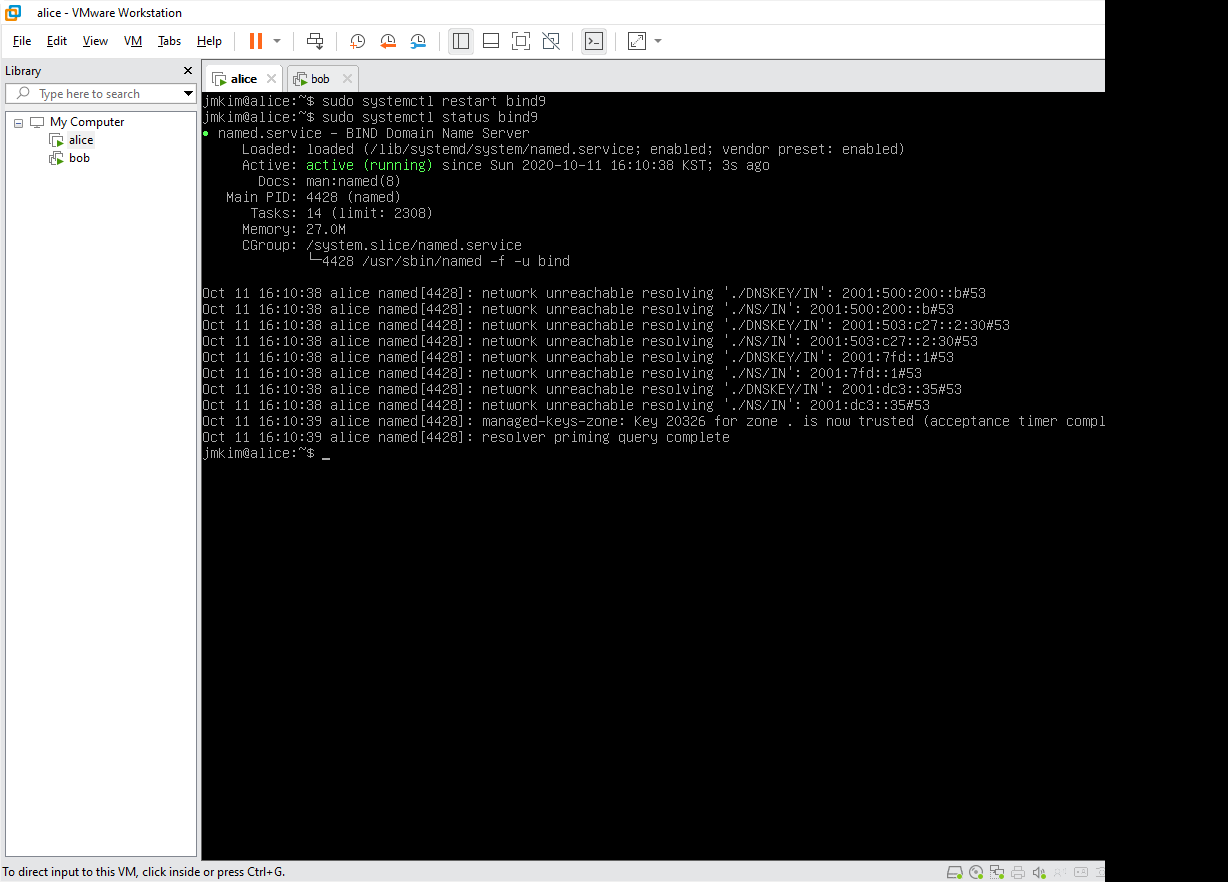 alice - VMware Workstation
File Edit View VM Tabs Help
Library
alice bob
Type here to search
My Computer
alice
bob
jmkim@alice:~$ sudo systemctl restart bind9
jmkim@alice:~$ sudo systemctl status bind9
● named.service - BIND Domain Name Server
Loaded: loaded (/lib/systemd/system/named.service; enabled; vendor preset: enabled)
Active: active (running) since Sun 2020-10-11 16:10:38 KST; 3s ago
Docs: man:named(8)
Main PID: 4428 (named)
Tasks: 14 (limit: 2308)
Memory: 27.0M
CGroup: /system.slice/named.service
└─4428 /usr/sbin/named -f -u bind
Oct 11 16:10:38 alice named[4428]: network unreachable resolving './DNSKEY/IN': 2001:500:200::b#53
Oct 11 16:10:38 alice named[4428]: network unreachable resolving './NS/IN': 2001:500:200::b#53
Oct 11 16:10:38 alice named[4428]: network unreachable resolving './DNSKEY/IN': 2001:503:c27::2:30#53
Oct 11 16:10:38 alice named[4428]: network unreachable resolving './NS/IN': 2001:503:c27::2:30#53
Oct 11 16:10:38 alice named[4428]: network unreachable resolving './DNSKEY/IN': 2001:7fd::1#53
Oct 11 16:10:38 alice named[4428]: network unreachable resolving './NS/IN': 2001:7fd::1#53
Oct 11 16:10:38 alice named[4428]: network unreachable resolving './DNSKEY/IN': 2001:dc3::35#53
Oct 11 16:10:38 alice named[4428]: network unreachable resolving './NS/IN': 2001:dc3::35#53
Oct 11 16:10:39 alice named[4428]: managed-keys-zone: Key 20326 for zone . is now trusted (acceptance timer compl
Oct 11 16:10:39 alice named[4428]: resolver priming query complete
jmkim@alice:~$ _
To direct input to this VM, click inside or press Ctrl+G.